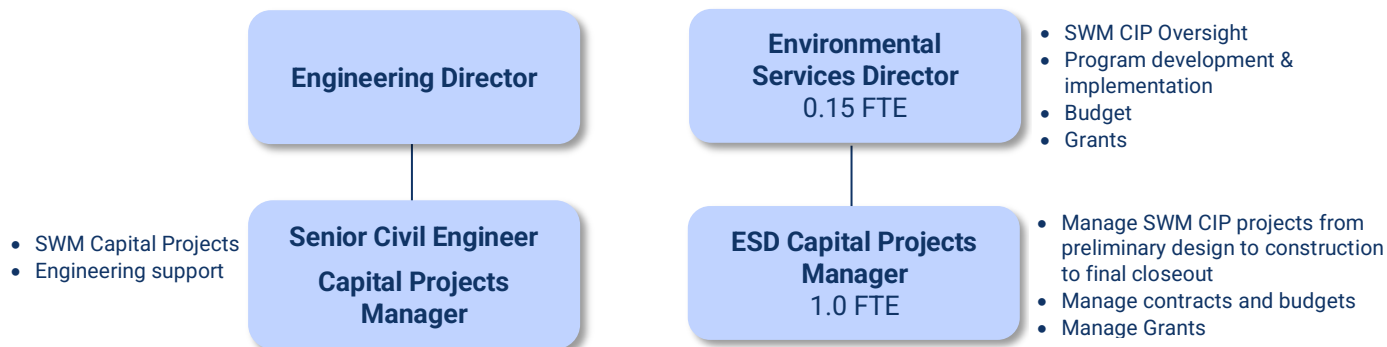 Engineering Director
Environmental
Services Director
0.15 FTE
• SWM CIP Oversight
• Program development &
implementation
• Budget
• Grants
• SWM Capital Projects
• Engineering support
Senior Civil Engineer
Capital Projects
Manager
ESD Capital Projects
Manager
1.0 FTE
• Manage SWM CIP projects from
preliminary design to construction
to final closeout
• Manage contracts and budgets
• Manage Grants